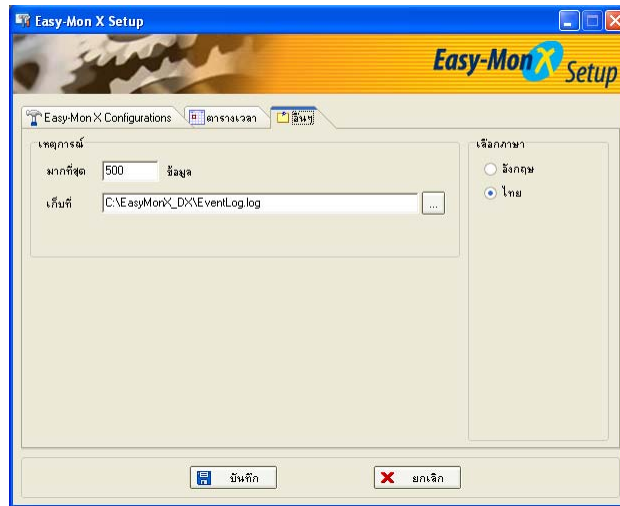 Easy-Mon X Setup
Easy-Mon X Setup
Easy-Mon X Configurations
ตารางเวลา
อื่นๆ
เหตุการณ์
มากที่สุด 500 ข้อมูล
เก็บที่ C:\EasyMonX_DX\EventLog.log ...
เลือกภาษา
อังกฤษ
ไทย
บันทึก
ยกเลิก